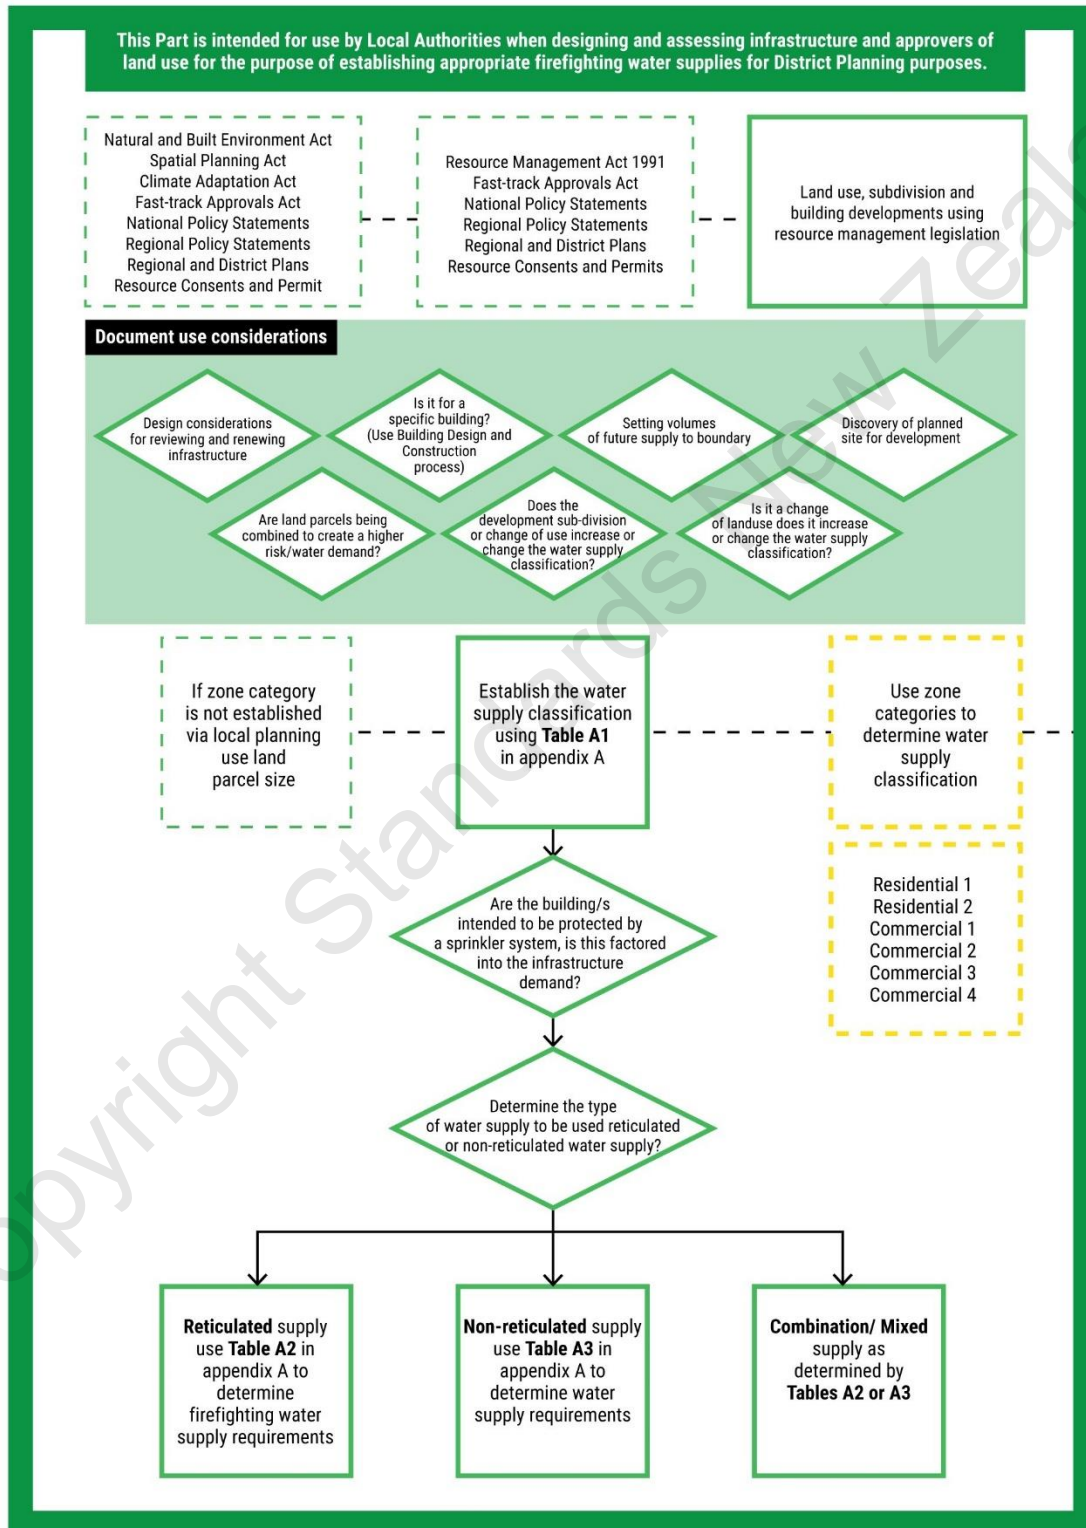 This Part is intended for use by Local Authorities when designing and assessing infrastructure and approvers of
land use for the purpose of establishing appropriate firefighting water supplies for District Planning purposes.
Natural and Built Environment Act
Spatial Planning Act
Climate Adaptation Act
Fast-track Approvals Act
National Policy Statements
Regional Policy Statements
Regional and District Plans
Resource Consents and Permit
Resource Management Act 1991
Fast-track Approvals Act
National Policy Statements
Regional Policy Statements
Regional and District Plans
Resource Consents and Permits
Land use, subdivision and
building developments using
resource management legislation
Document use considerations
Design considerations
for reviewing and renewing
infrastructure
Is it for a
specific building?
(Use Building Design and
Construction
process)
Setting volumes
of future supply to boundary
Discovery of planned
site for development
Are land parcels being
combined to create a higher
risk/water demand?
Does the
development sub-division
or change of use increase or
change the water supply
classification?
Is it a change
of landuse does it increase
or change the water supply
classification?
If zone category
is not established
via local planning
use land
parcel size
Establish the water
supply classification
using Table A1
in appendix A
Use zone
categories to
determine water
supply
classification
Residential 1
Residential 2
Commercial 1
Commercial 2
Commercial 3
Commercial 4
Are the building/s
intended to be protected by
a sprinkler system, is this factored
into the infrastructure
demand?
Determine the type
of water supply to be used reticulated
or non-reticulated water supply?
Reticulated supply
use Table A2 in
appendix A to
determine
firefighting water
supply requirements
Non-reticulated supply
use Table A3 in
appendix A to
determine water
supply requirements
Combination/ Mixed
supply as
determined by
Tables A2 or A3
opyright Standards New Zeal